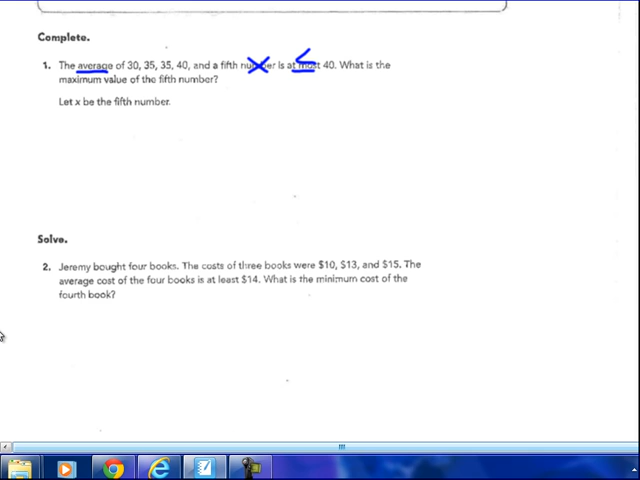 Complete.
1. The average of 30, 35, 35, 40, and a fifth number is at most 40. What is the
maximum value of the fifth number?
Let x be the fifth number.
Solve.
2. Jeremy bought four books. The costs of three books were $10, $13, and $15. The
average cost of the four books is at least $14. What is the minimum cost of the
fourth book?